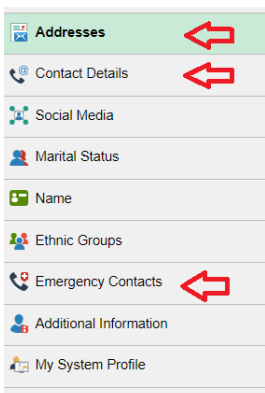 Addresses
Contact Details
Social Media
Marital Status
Name
Ethnic Groups
Emergency Contacts
Additional Information
My System Profile